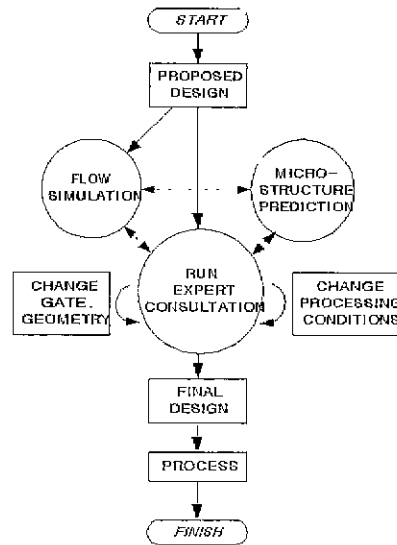 START
PROPOSED
DESIGN
FLOW
SIMULATION
MICRO-
STRUCTURE
PREDICTION
RUN
EXPERT
CONSULTATION
CHANGE
GATE.
GEOMETRY
CHANGE
PROCESSING
CONDITIONS
FINAL
DESIGN
PROCESS
FINISH